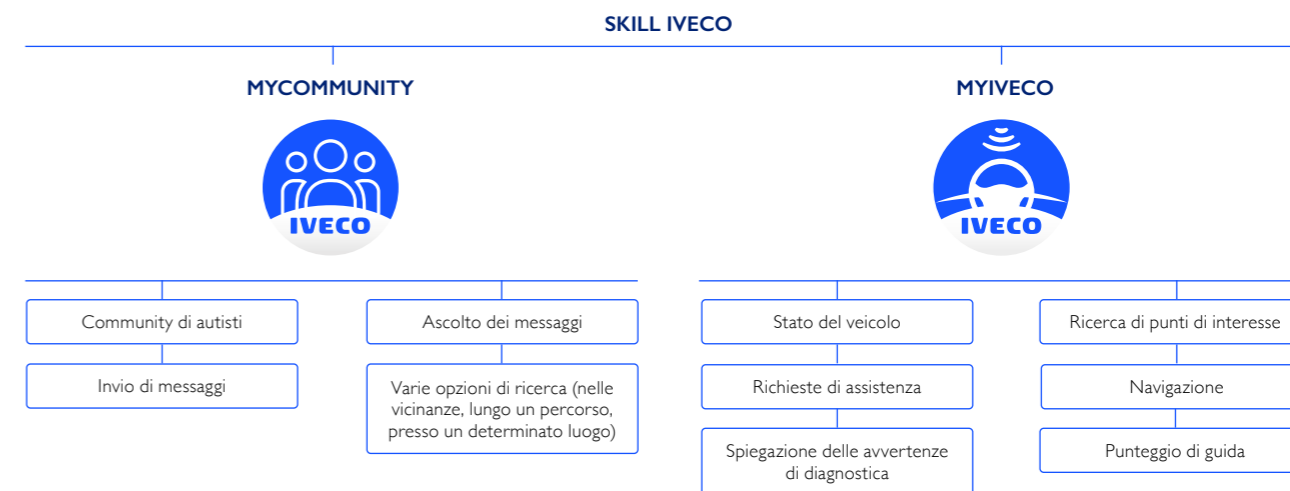 SKILL IVECO
MYCOMMUNITY
IVECO
Community di autisti
Invio di messaggi
Ascolto dei messaggi
Varie opzioni di ricerca (nelle
vicinanze, lungo un percorso,
presso un determinato luogo)
MYIVECO
IVECO
Stato del veicolo
Richieste di assistenza
Spiegazione delle avvertenze
di diagnostica
Ricerca di punti di interesse
Navigazione
Punteggio di guida